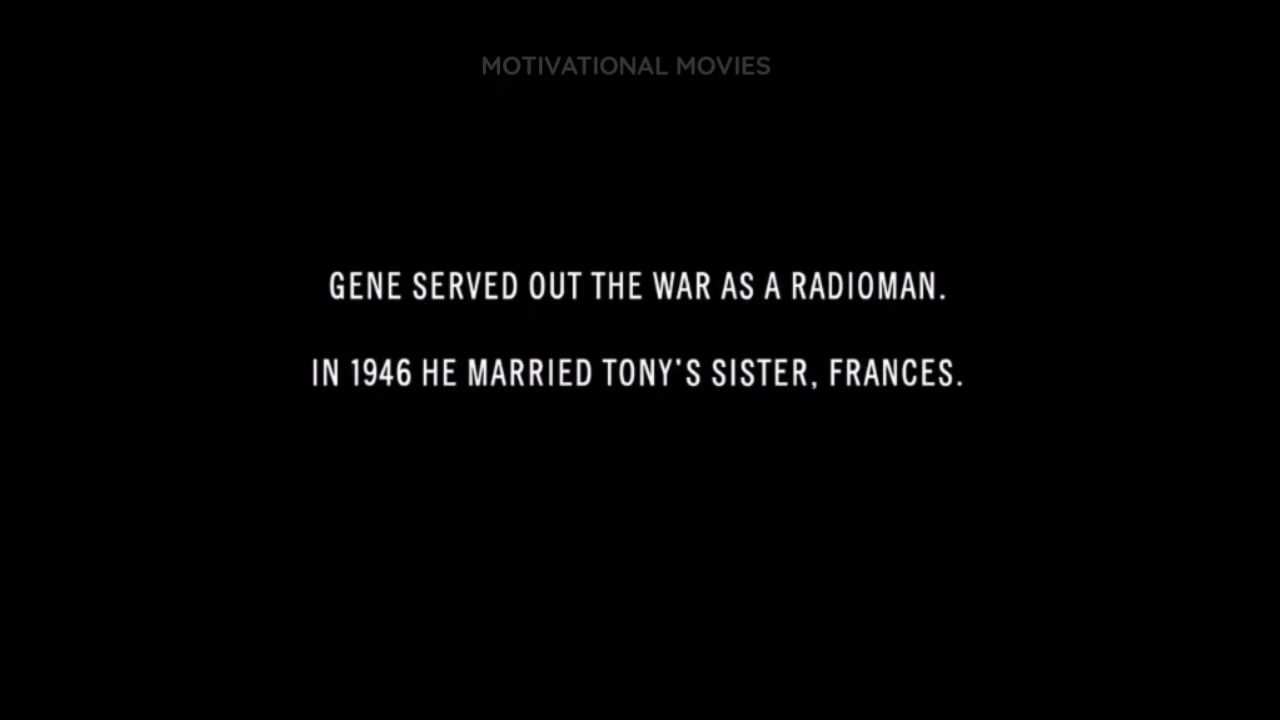 MOTIVATIONAL MOVIES
GENE SERVED OUT THE WAR AS A RADIOMAN.
IN 1946 HE MARRIED TONY'S SISTER, FRANCES.